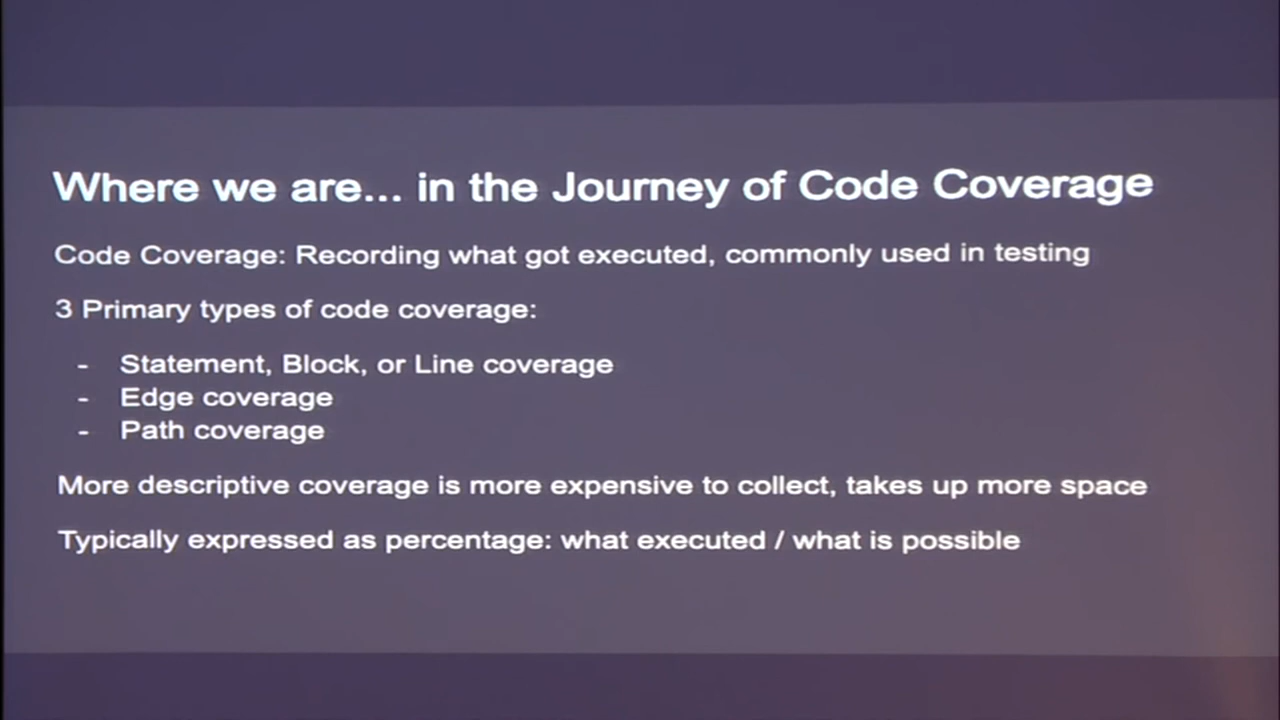 Where we are... in the Journey of Code Coverage
Code Coverage: Recording what got executed, commonly used in testing
3 Primary types of code coverage:
- Statement, Block, or Line coverage
- Edge coverage
- Path coverage
More descriptive coverage is more expensive to collect, takes up more space
Typically expressed as percentage: what executed / what is possible